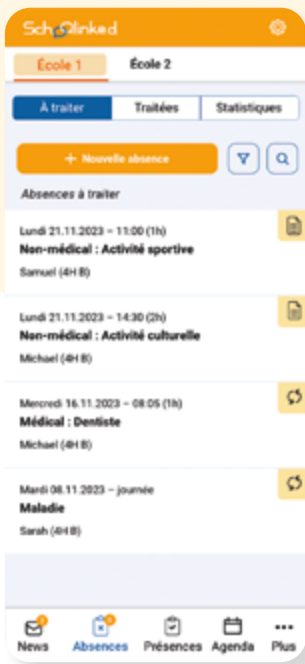 Schoolinked
École 1 École 2
À traiter Traitées Statistiques
+ Nouvelle absence
Absences à traiter
Lundi 21.11.2023 – 11:00 (1h)
Non-médical : Activité sportive
Samuel (4H B)
Lundi 21.11.2023 – 14:30 (2h)
Non-médical : Activité culturelle
Michael (4H B)
Mercredi 16.11.2023 – 08:05 (1h)
Médical : Dentiste
Michael (4H B)
Mardi 08.11.2023 – journée
Maladie
Sarah (4H B)
News Absences Présences Agenda Plus